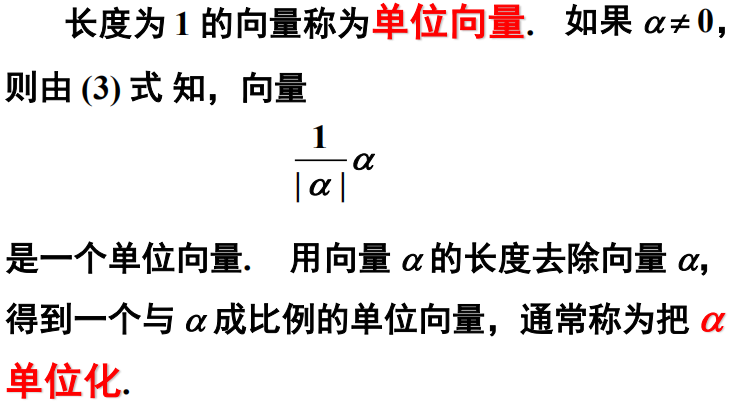 长度为 1 的向量称为单位向量. 如果 α ≠ 0，
则由 (3) 式 知，向量
1
| α | α
是一个单位向量. 用向量 α 的长度去除向量 α，
得到一个与 α 成比例的单位向量，通常称为把 α
单位化.